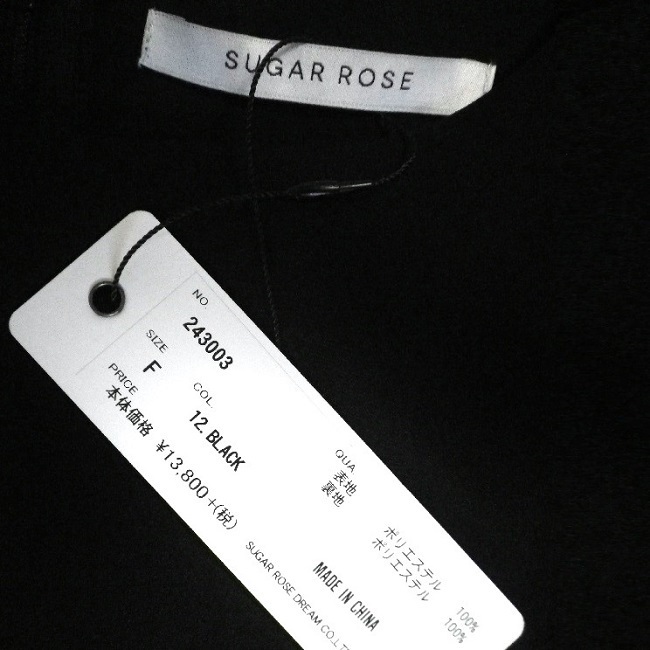 SUGAR ROSE
NO.
243003
SIZE
F
COL.
12. BLACK
PRICE
本体価格 ¥13,800+(税)
QUA
表地 ポリエステル 100%
裏地 ポリエステル 100%
MADE IN CHINA
SUGAR ROSE DREAM CO.,LTD